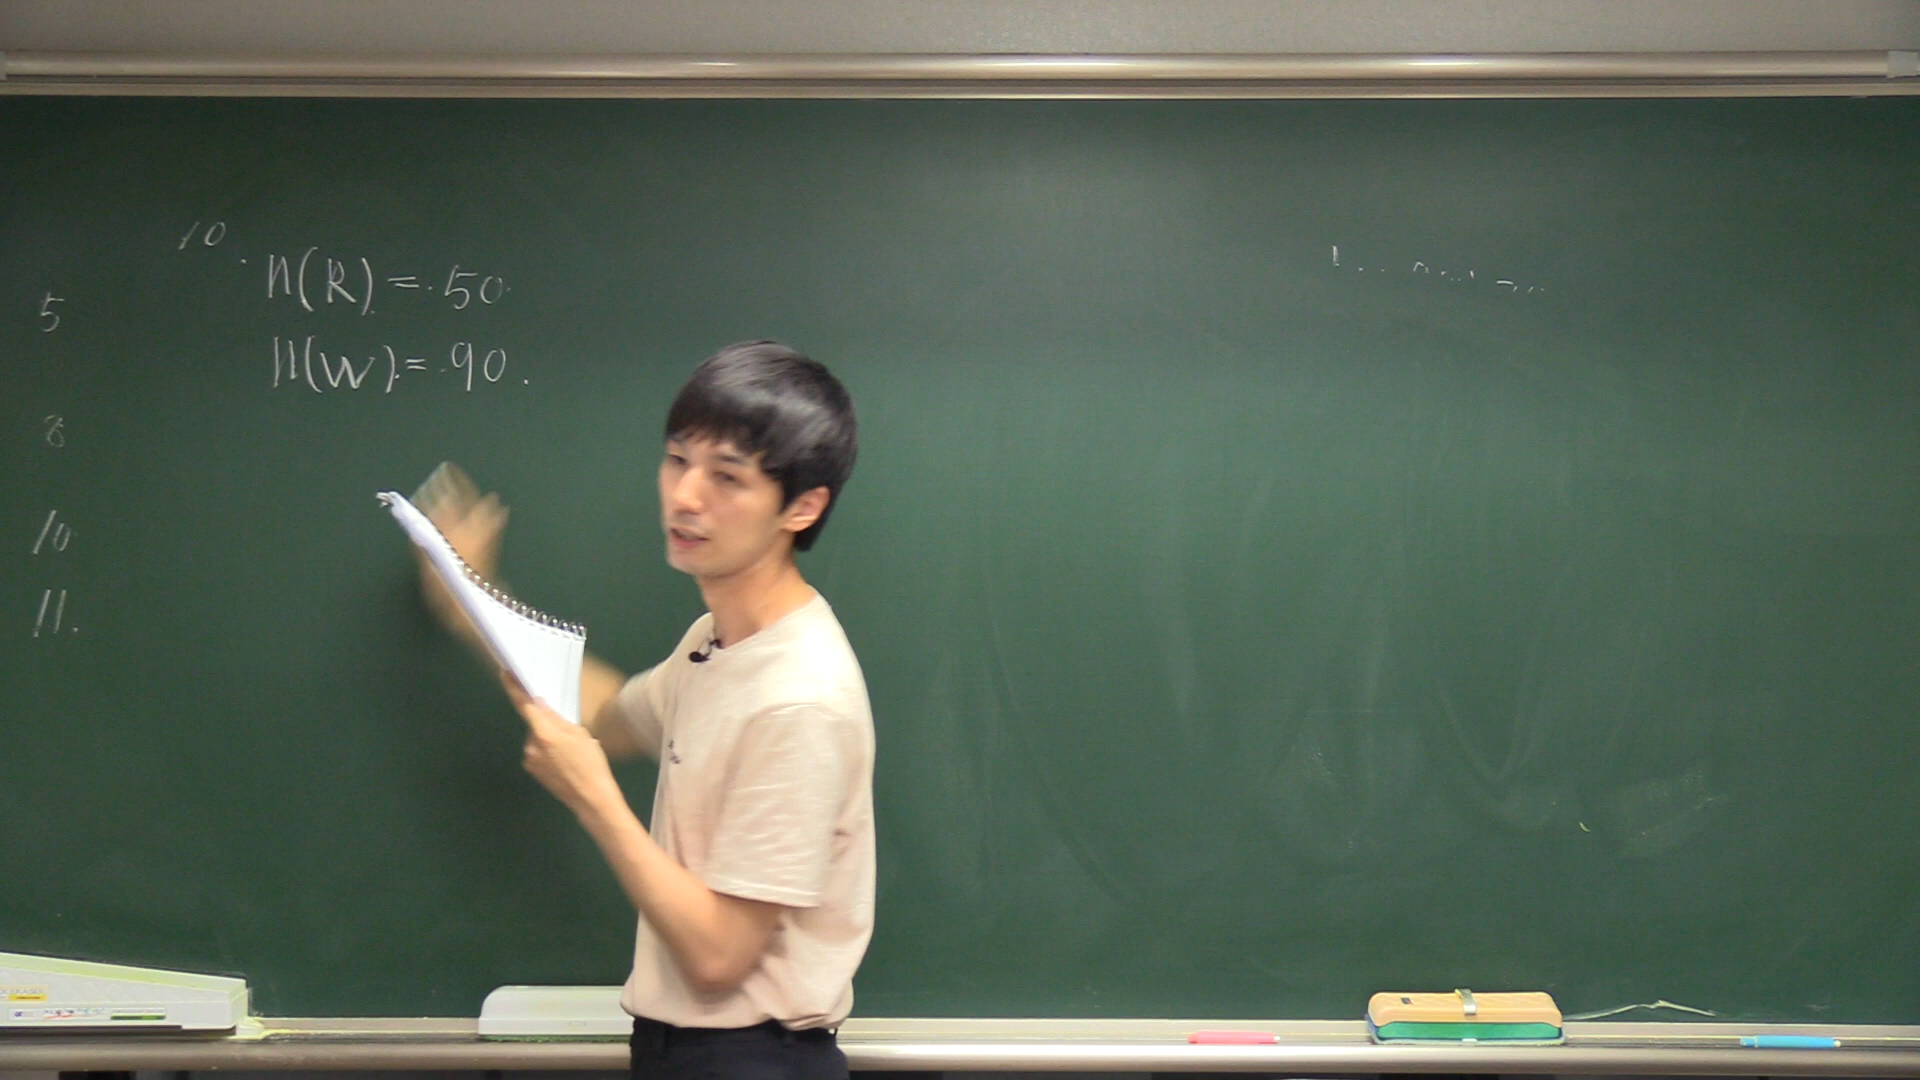 5
8
10
11.
10.
n(R) = 50
n(W) = 90.